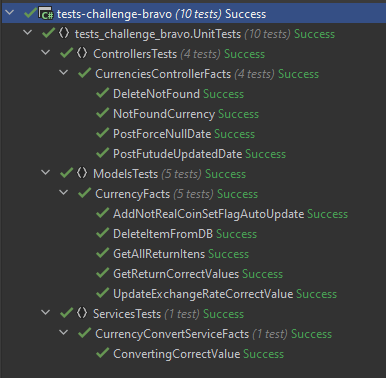 C# tests-challenge-bravo (10 tests) Success
{} tests_challenge_bravo.UnitTests (10 tests) Success
{} ControllersTests (4 tests) Success
CurrenciesControllerFacts (4 tests) Success
DeleteNotFound Success
NotFoundCurrency Success
PostForceNullDate Success
PostFutudeUpdatedDate Success
{} ModelsTests (5 tests) Success
CurrencyFacts (5 tests) Success
AddNotRealCoinSetFlagAutoUpdate Success
DeleteItemFromDB Success
GetAllReturnItens Success
GetReturnCorrectValues Success
UpdateExchangeRateCorrectValue Success
{} ServicesTests (1 test) Success
CurrencyConvertServiceFacts (1 test) Success
ConvertingCorrectValue Success